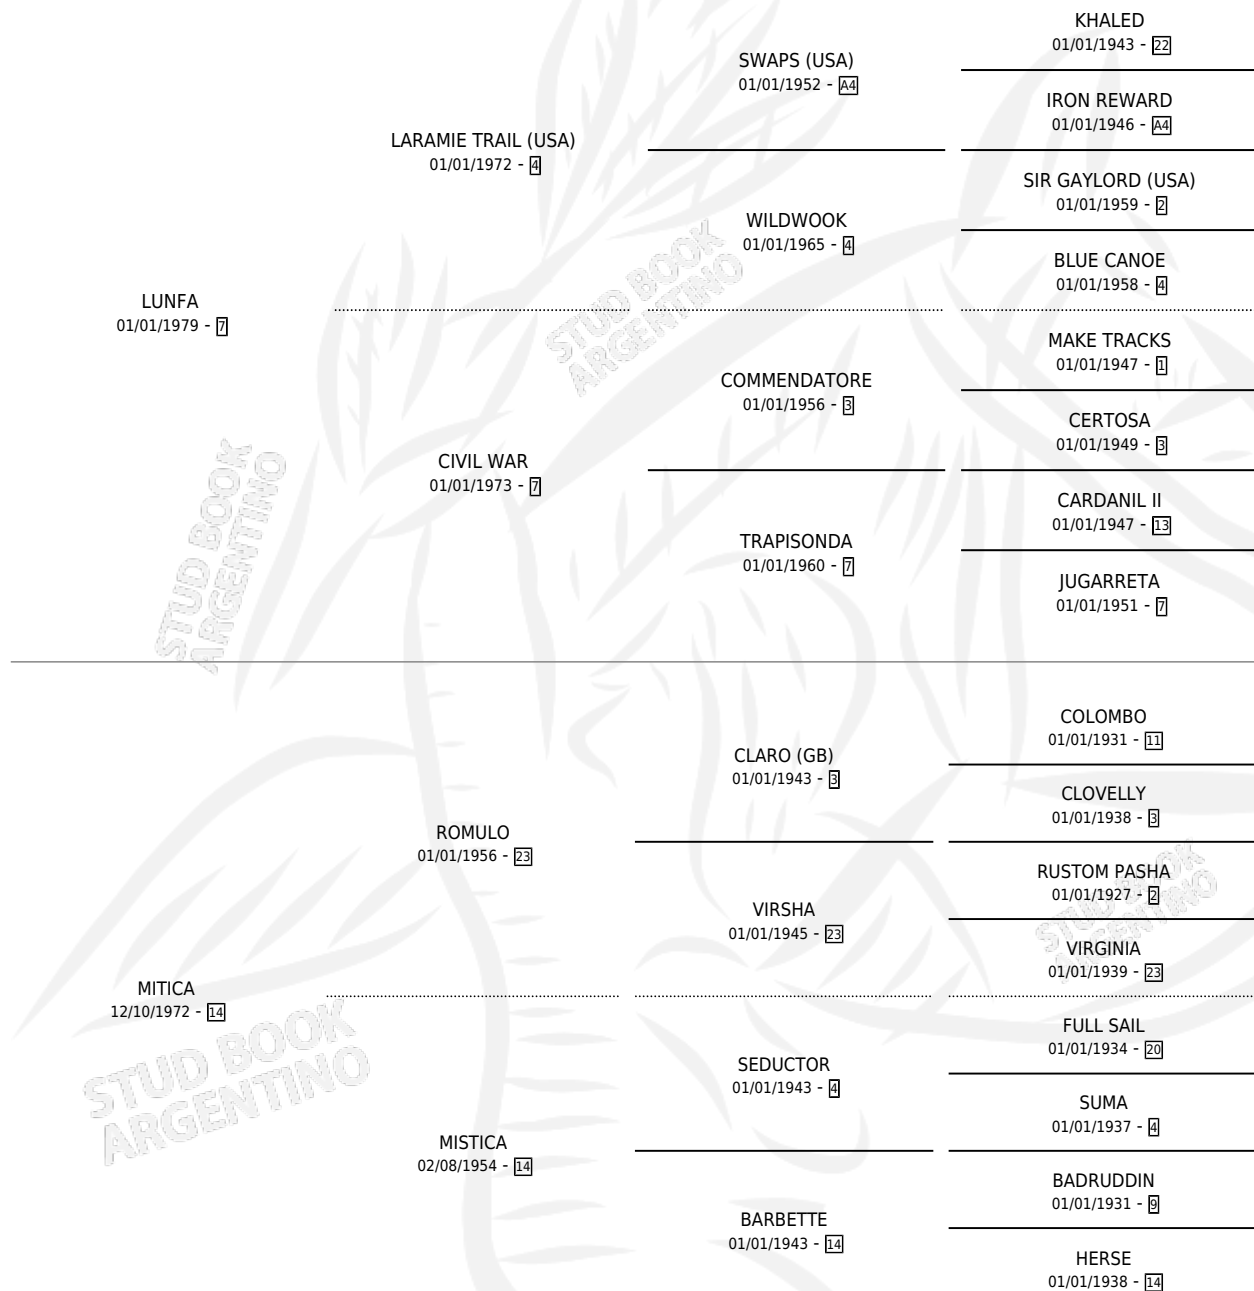 KHALED
01/01/1943 - 22
SWAPS (USA)
01/01/1952 - A4
IRON REWARD
01/01/1946 - A4
LARAMIE TRAIL (USA)
01/01/1972 - 4
SIR GAYLORD (USA)
01/01/1959 - 2
WILDWOOK
01/01/1965 - 4
BLUE CANOE
01/01/1958 - 4
LUNFA
01/01/1979 - 7
MAKE TRACKS
01/01/1947 - 1
COMMENDATORE
01/01/1956 - 3
CERTOSA
01/01/1949 - 3
CIVIL WAR
01/01/1973 - 7
CARDANIL II
01/01/1947 - 13
TRAPISONDA
01/01/1960 - 7
JUGARRETA
01/01/1951 - 7
COLOMBO
01/01/1931 - 11
CLARO (GB)
01/01/1943 - 3
CLOVELLY
01/01/1938 - 3
ROMULO
01/01/1956 - 23
RUSTOM PASHA
01/01/1927 - 2
VIRSHA
01/01/1945 - 23
VIRGINIA
01/01/1939 - 23
MITICA
12/10/1972 - 14
FULL SAIL
01/01/1934 - 20
SEDUCTOR
01/01/1943 - 4
SUMA
01/01/1937 - 4
MISTICA
02/08/1954 - 14
BADRUDDIN
01/01/1931 - 9
BARBETTE
01/01/1943 - 14
HERSE
01/01/1938 - 14
STUD BOOK
ARGENTINO
STUD BOOK
ARGENTINO
STUD BOOK
ARGENTINO
STUD BOOK
ARGENTINO